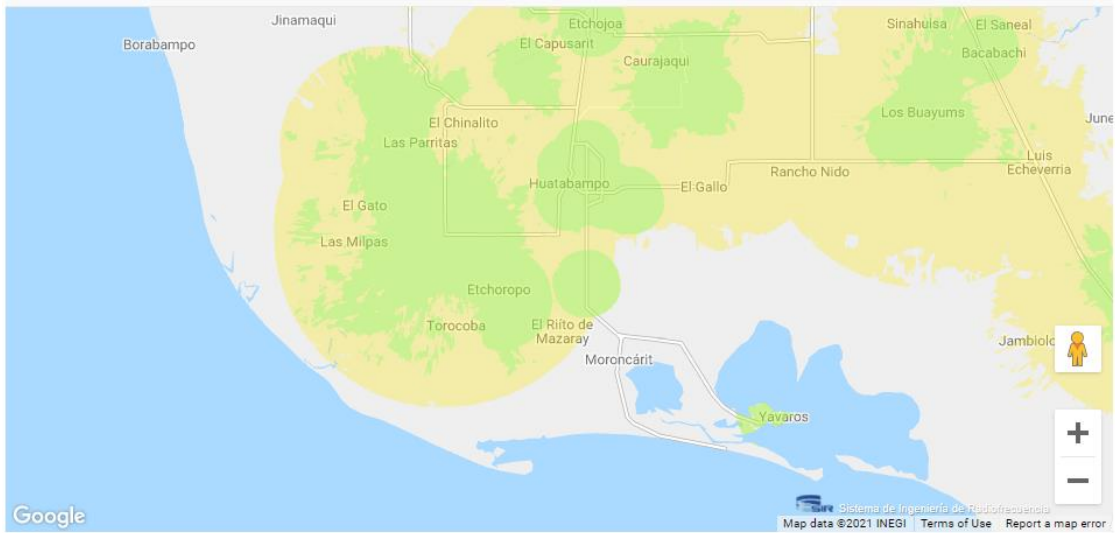 Jinamaqui
Etchojoa
Sinahuisa
El Saneal
Borabampo
El Capusarit
Bacabachi
Caurajaqui
Los Buayums
June
El Chinalito
Las Parritas
Luis
Echeverria
Rancho Nido
Huatabampo
El Gallo
El Gato
Las Milpas
Etchoropo
Torocoba
El Riíto de
Mazaray
Jambiolo
Moroncárit
Yavaros
Google
SIR Sistema de Ingeniería de Radiofrecuencia
Map data ©2021 INEGI Terms of Use Report a map error